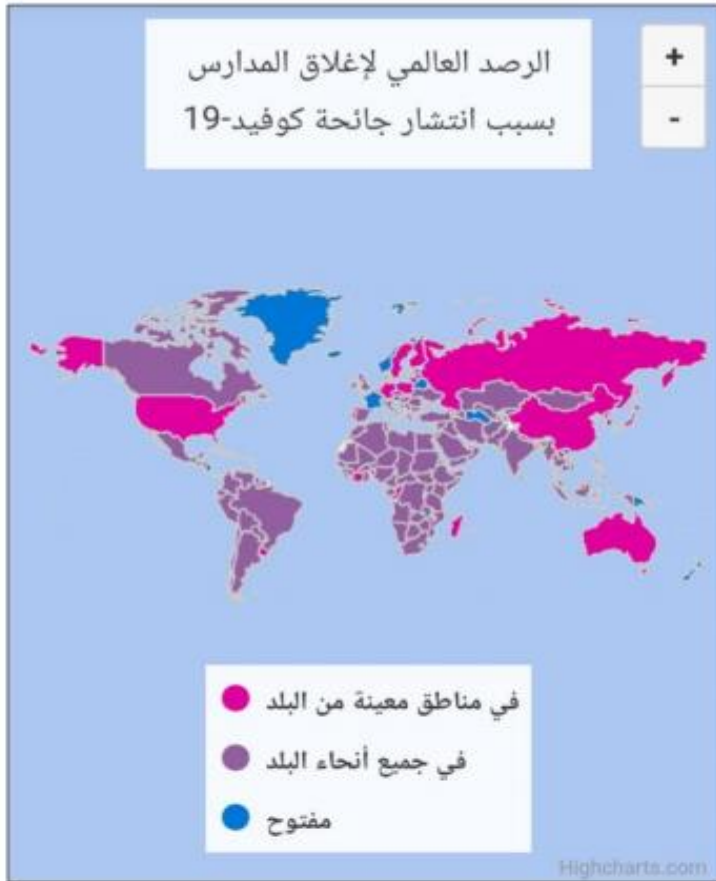 الرصد العالمي لإغلاق المدارس
بسبب انتشار جائحة كوفيد-19
+
-
في مناطق معينة من البلد
في جميع أنحاء البلد
مفتوح
Highcharts.com